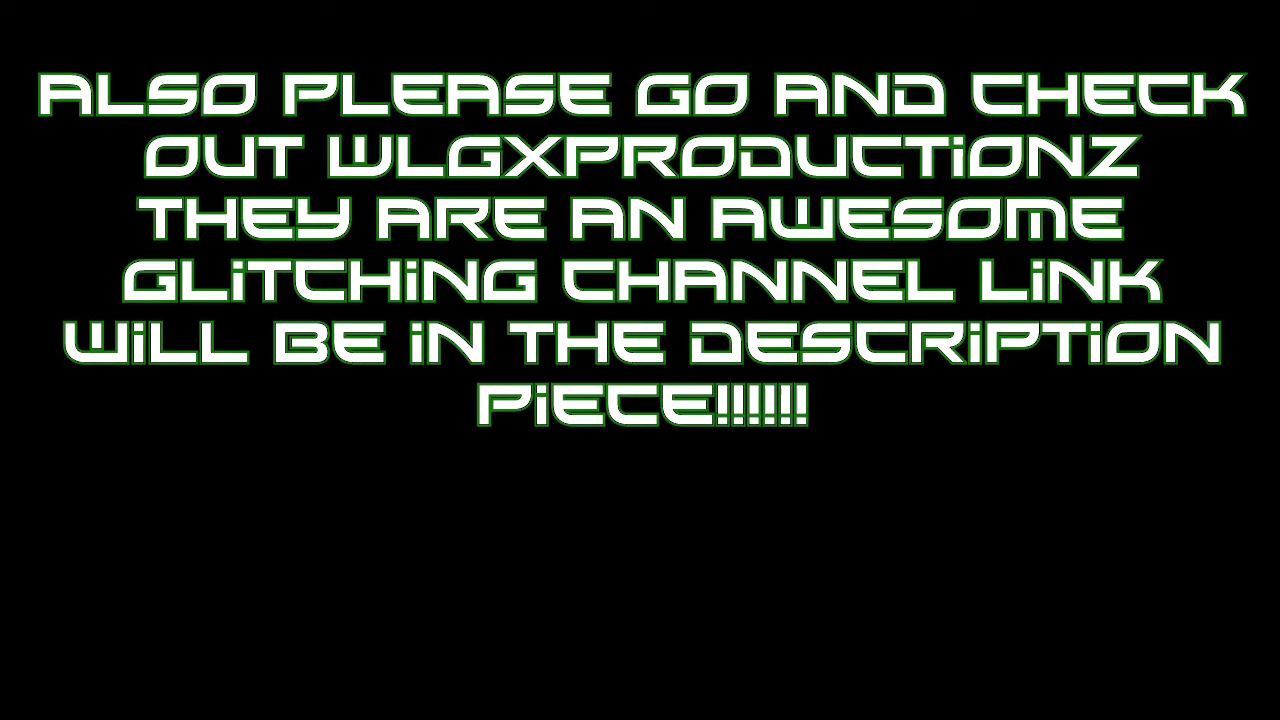 ALSO PLEASE GO AND CHECK
OUT WLGXPRODUCTiONZ
THEY ARE AN AWESOME
GLiTCHiNG CHANNEL LiNK
WiLL BE iN THE DESCRiPTiON
PiECE!!!!!!!